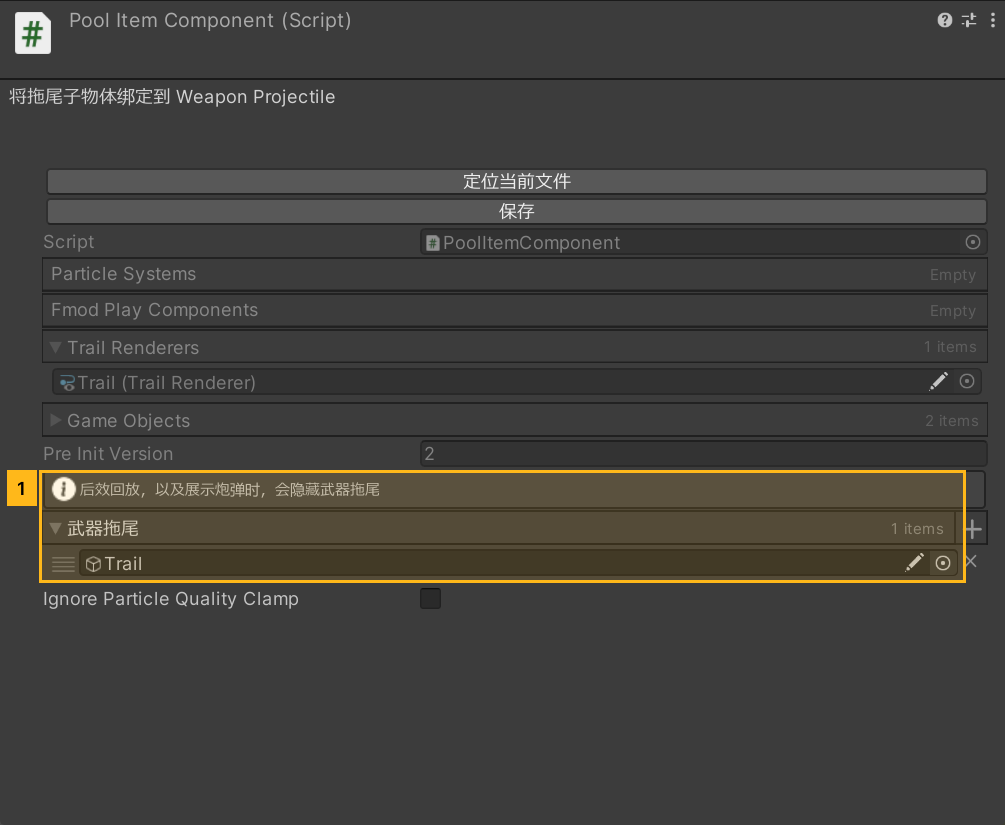 Pool Item Component (Script)
将拖尾子物体绑定到 Weapon Projectile
定位当前文件
保存
Script
PoolItemComponent
Particle Systems
Empty
Fmod Play Components
Empty
Trail Renderers
1 items
Trail (Trail Renderer)
Game Objects
2 items
Pre Init Version
2
1
后效回放，以及展示炮弹时，会隐藏武器拖尾
武器拖尾
1 items
Trail
Ignore Particle Quality Clamp